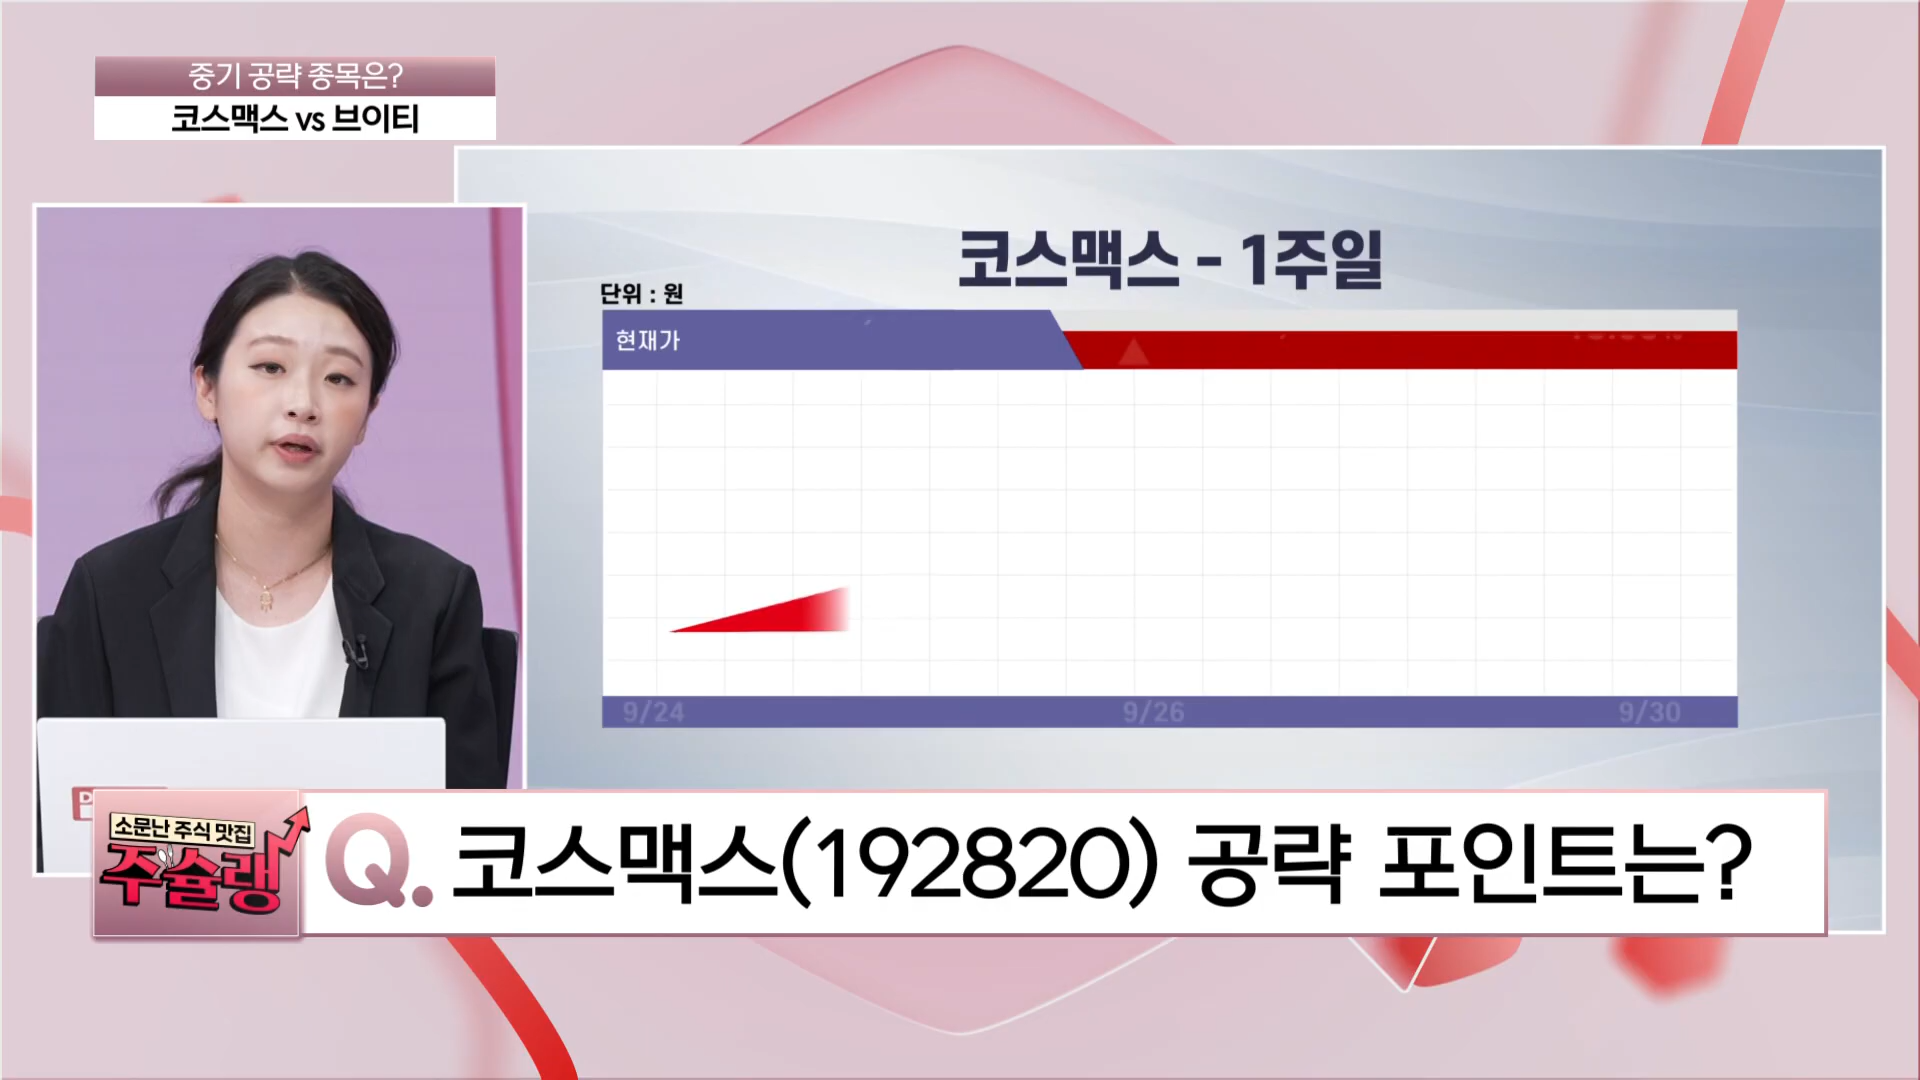 중기 공략 종목은?
코스맥스 vs 브이티
코스맥스 - 1주일
단위 : 원
현재가
9/24 9/26 9/30
소문난 주식 맛집
주슐랭
Q. 코스맥스(192820) 공략 포인트는?